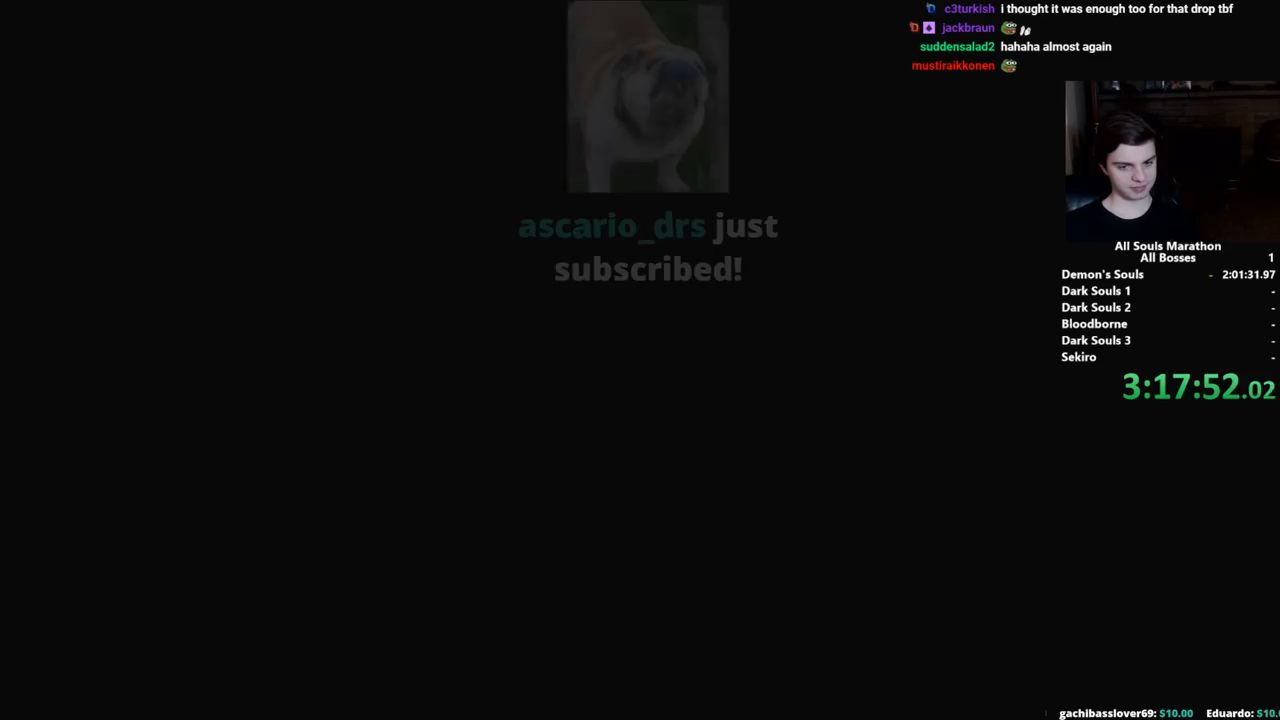 c3turkish i thought it was enough too for that drop tbf
jackbraun
suddensalad2 hahaha almost again
mustiraikkonen
ascario_drs just
subscribed!
All Souls Marathon
All Bosses 1
Demon's Souls - 2:01:31.97
Dark Souls 1 -
Dark Souls 2 -
Bloodborne -
Dark Souls 3 -
Sekiro -
3:17:52.02
gachibasslover69: $10.00 Eduardo: $10.